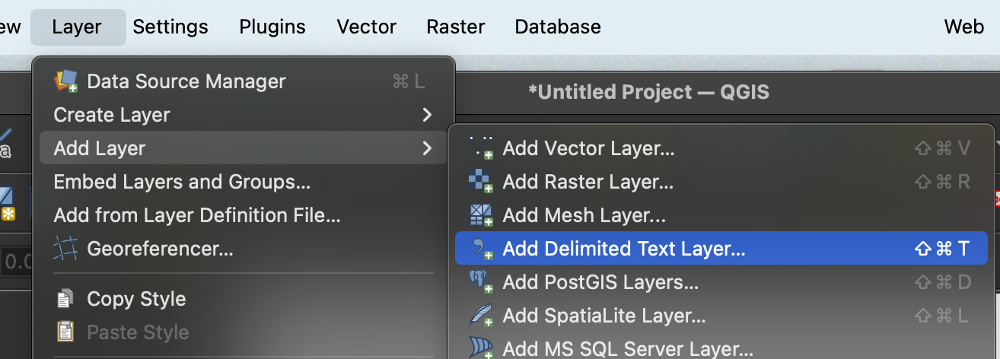 ew Layer Settings Plugins Vector Raster Database Web
*Untitled Project — QGIS
Data Source Manager ⌘ L
Create Layer >
Add Layer >
Embed Layers and Groups...
Add from Layer Definition File...
Georeferencer...
Copy Style
Paste Style
Add Vector Layer... ⇧ ⌘ V
Add Raster Layer... ⇧ ⌘ R
Add Mesh Layer...
Add Delimited Text Layer... ⇧ ⌘ T
Add PostGIS Layers... ⇧ ⌘ D
Add SpatiaLite Layer... ⇧ ⌘ L
Add MS SQL Server Layer...
a
0.0